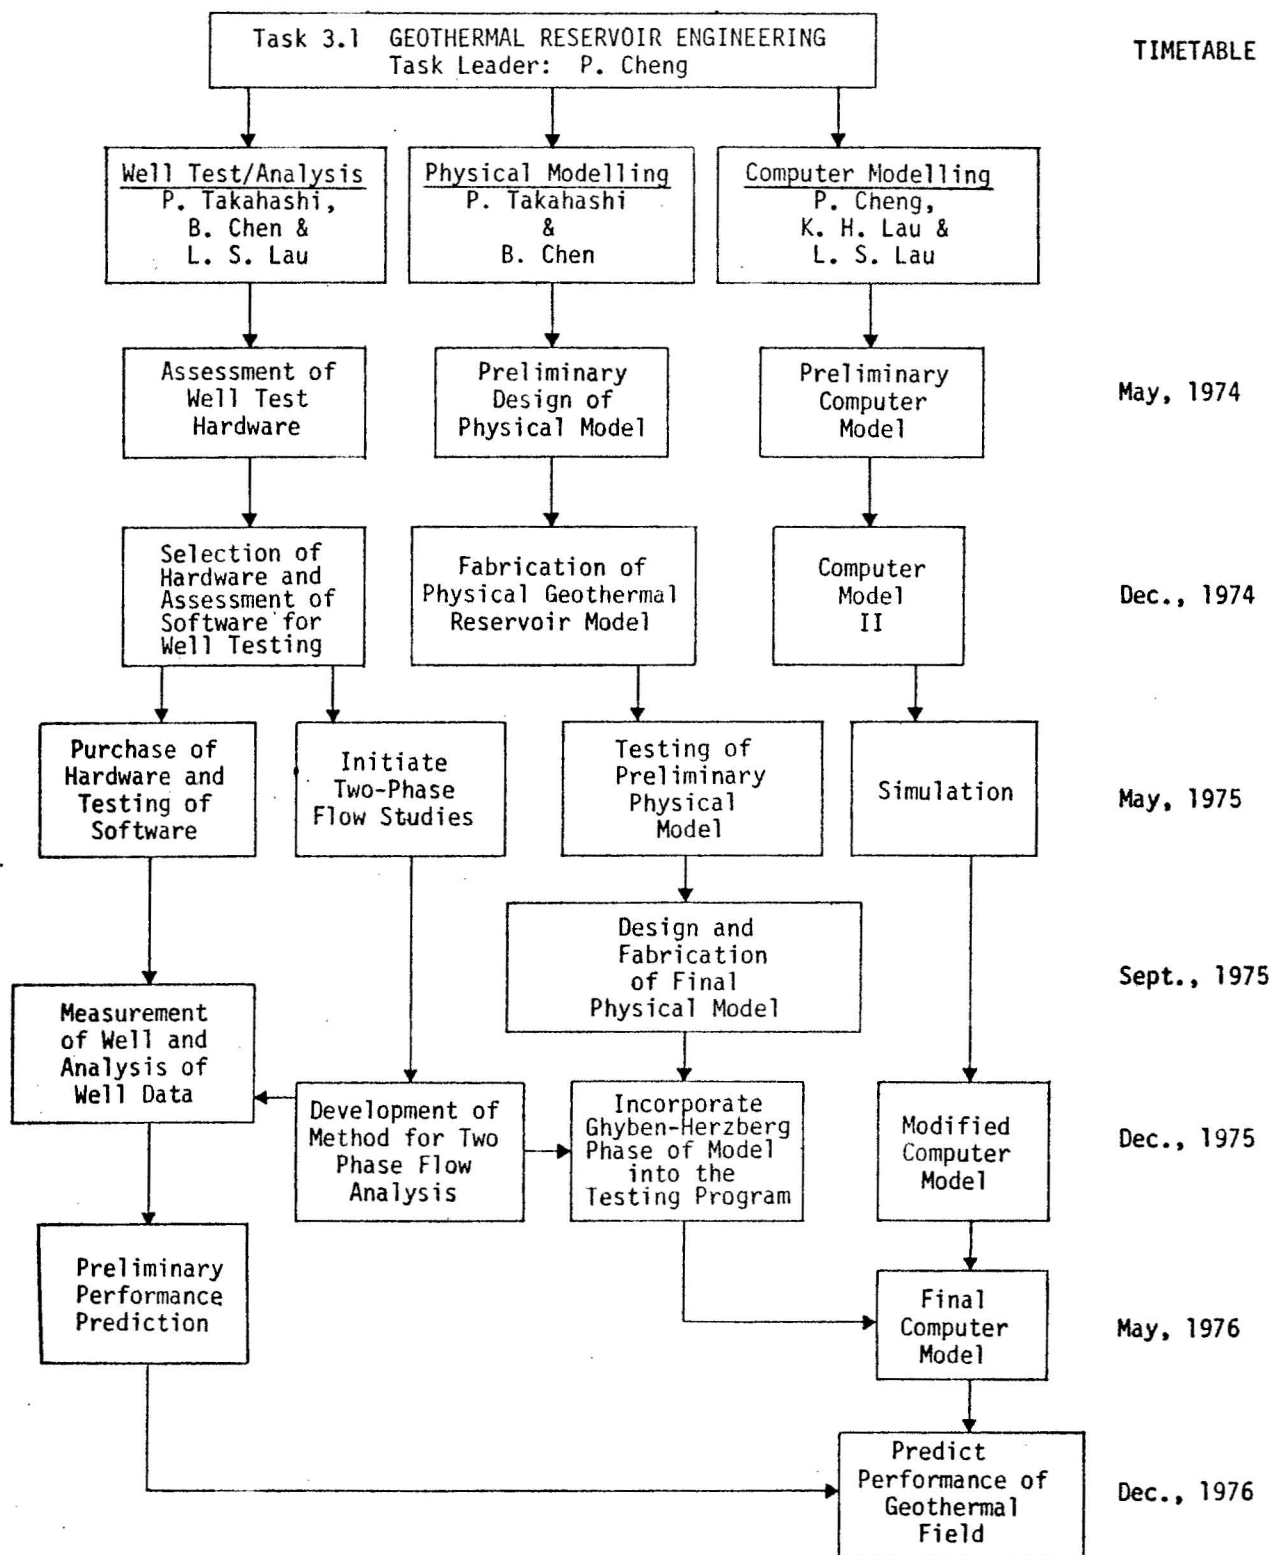 Task 3.1 GEOTHERMAL RESERVOIR ENGINEERING
Task Leader: P. Cheng
TIMETABLE
Well Test/Analysis
P. Takahashi,
B. Chen &
L. S. Lau
Physical Modelling
P. Takahashi
&
B. Chen
Computer Modelling
P. Cheng,
K. H. Lau &
L. S. Lau
Assessment of
Well Test
Hardware
Preliminary
Design of
Physical Model
Preliminary
Computer
Model
May, 1974
Selection of
Hardware and
Assessment of
Software for
Well Testing
Fabrication of
Physical Geothermal
Reservoir Model
Computer
Model
II
Dec., 1974
Purchase of
Hardware and
Testing of
Software
Initiate
Two-Phase
Flow Studies
Testing of
Preliminary
Physical
Model
Simulation
May, 1975
Design and
Fabrication
of Final
Physical Model
Sept., 1975
Measurement
of Well and
Analysis of
Well Data
Development of
Method for Two
Phase Flow
Analysis
Incorporate
Ghyben-Herzberg
Phase of Model
into the
Testing Program
Modified
Computer
Model
Dec., 1975
Preliminary
Performance
Prediction
Final
Computer
Model
May, 1976
Predict
Performance of
Geothermal
Field
Dec., 1976